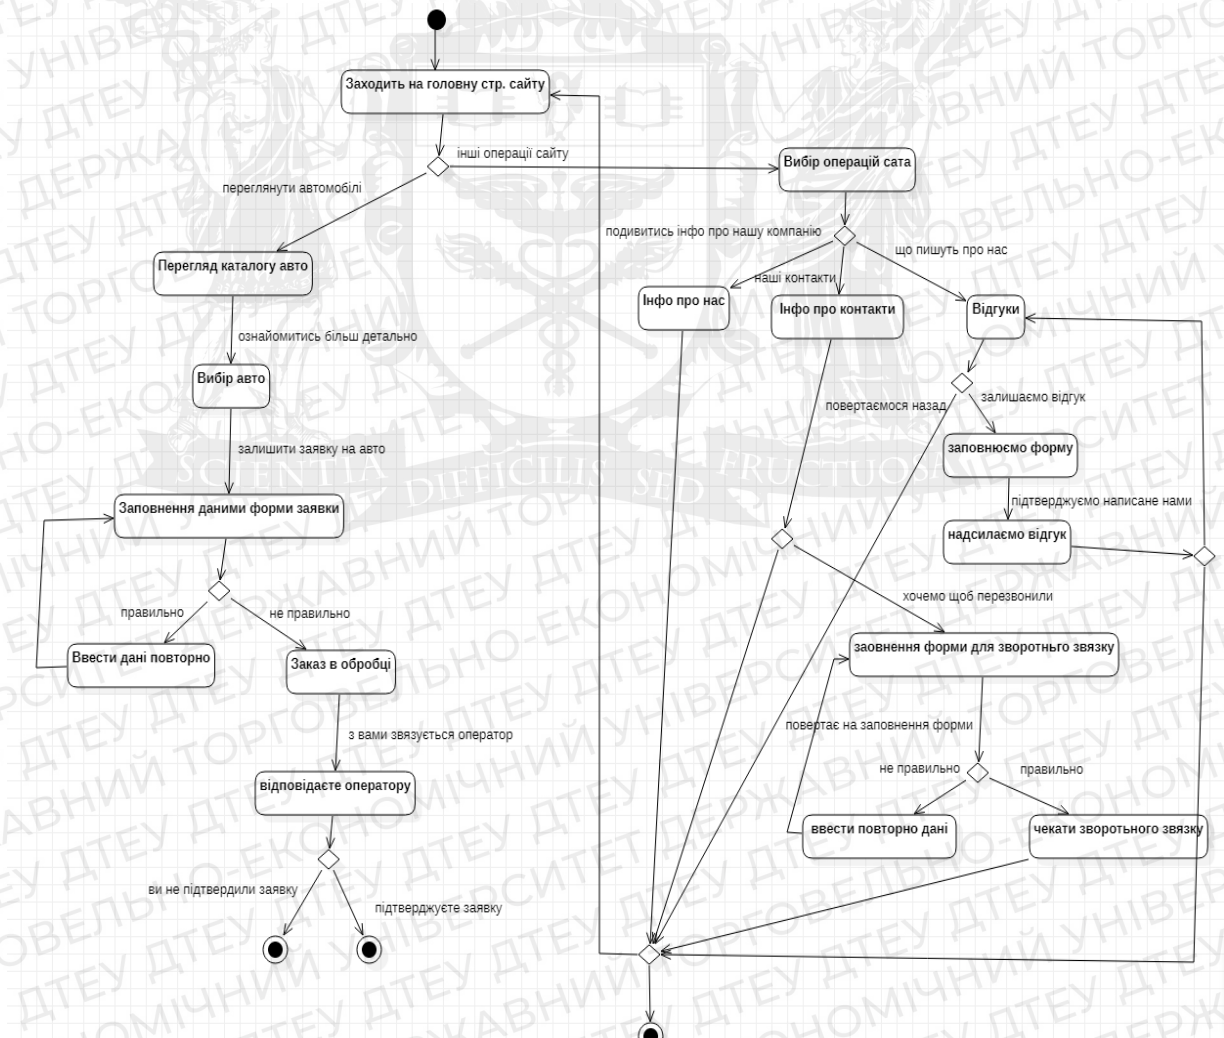 Заходить на головну стр. сайту
інші операції сайту
Вибір операцій сата
переглянути автомобілі
подивитись інфо про нашу компанію
що пишуть про нас
Перегляд каталогу авто
наші контакти
Інфо про нас
Інфо про контакти
Відгуки
ознайомитись більш детально
Вибір авто
повертаємося назад
залишаємо відгук
залишити заявку на авто
заповнюємо форму
Заповнення даними форми заявки
підтверджуємо написане нами
надсилаємо відгук
правильно
не правильно
хочемо щоб перезвонили
Ввести дані повторно
Заказ в обробці
заовнення форми для зворотньго звязку
повертає на заповнення форми
з вами звязується оператор
не правильно
правильно
відповідаєте оператору
ввести повторно дані
чекати зворотьного звязку
ви не підтвердили заявку
підтверджуєте заявку